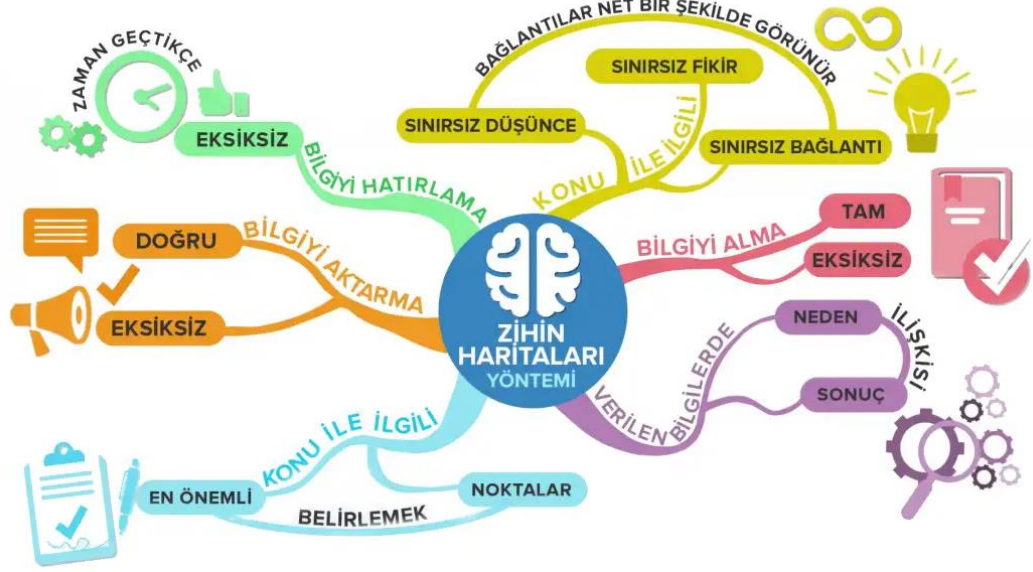 ZİHİN
HARİTALARI
YÖNTEMİ
KONU İLE İLGİLİ
SINIRSIZ DÜŞÜNCE
SINIRSIZ FİKİR
SINIRSIZ BAĞLANTI
BAĞLANTILAR NET BİR ŞEKİLDE GÖRÜNÜR
BİLGİYİ ALMA
TAM
EKSİKSİZ
VERİLEN BİLGİLERDE
NEDEN
SONUÇ
İLİŞKİSİ
KONU İLE İLGİLİ
EN ÖNEMLİ
NOKTALAR
BELİRLEMEK
BİLGİYİ AKTARMA
DOĞRU
EKSİKSİZ
BİLGİYİ HATIRLAMA
EKSİKSİZ
ZAMAN GEÇTİKÇE